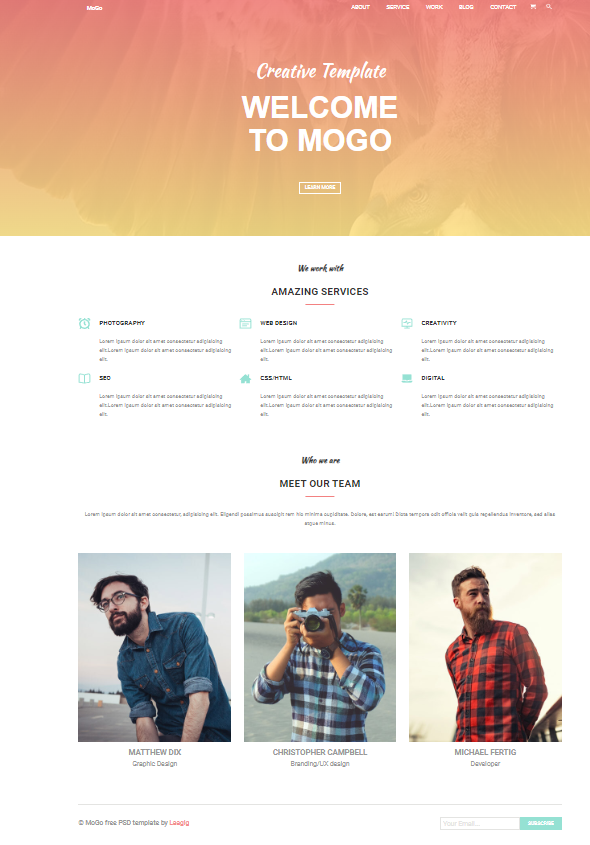 MoGo
ABOUT SERVICE WORK BLOG CONTACT
Creative Template
WELCOME
TO MOGO
LEARN MORE
We work with
AMAZING SERVICES
PHOTOGRAPHY
Lorem ipsum dolor sit amet consectetur adipisicing
elit.Lorem ipsum dolor sit amet consectetur adipisicing
elit.
WEB DESIGN
Lorem ipsum dolor sit amet consectetur adipisicing
elit.Lorem ipsum dolor sit amet consectetur adipisicing
elit.
CREATIVITY
Lorem ipsum dolor sit amet consectetur adipisicing
elit.Lorem ipsum dolor sit amet consectetur adipisicing
elit.
SEO
Lorem ipsum dolor sit amet consectetur adipisicing
elit.Lorem ipsum dolor sit amet consectetur adipisicing
elit.
CSS/HTML
Lorem ipsum dolor sit amet consectetur adipisicing
elit.Lorem ipsum dolor sit amet consectetur adipisicing
elit.
DIGITAL
Lorem ipsum dolor sit amet consectetur adipisicing
elit.Lorem ipsum dolor sit amet consectetur adipisicing
elit.
Who we are
MEET OUR TEAM
Lorem ipsum dolor sit amet consectetur, adipisicing elit. Eligendi possimus suscipit rem hic minima cupiditate. Dolore, est earum! Dicta tempora odit officia velit quis repellendus inventore, sed alias
atque minus.
MATTHEW DIX
Graphic Design
CHRISTOPHER CAMPBELL
Branding/UX design
MICHAEL FERTIG
Developer
© MoGo free PSD template by Laagig
Your Email...
SUBSCRIBE